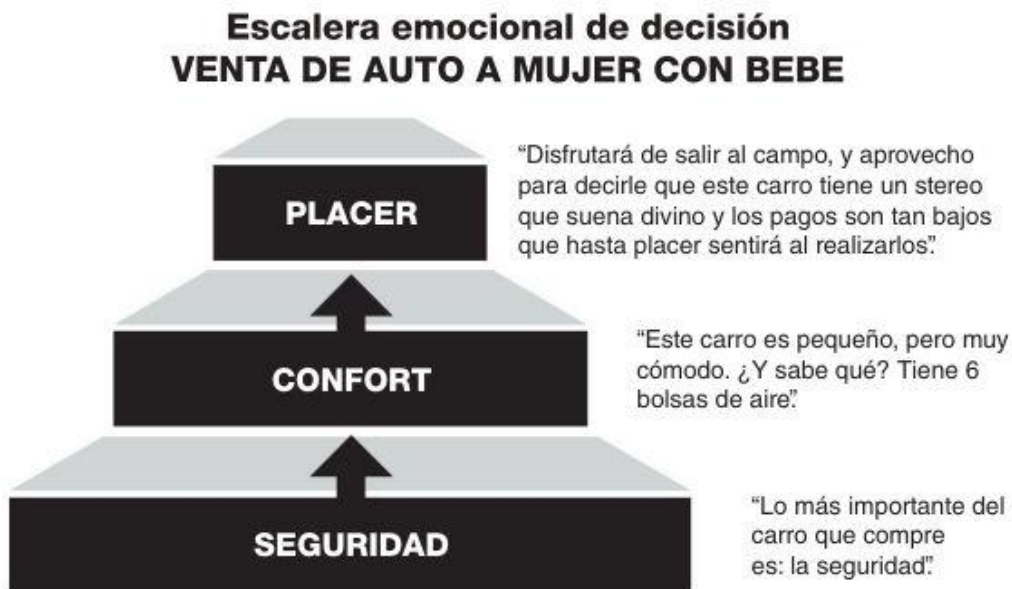 Escalera emocional de decisión
VENTA DE AUTO A MUJER CON BEBE
PLACER
“Disfrutará de salir al campo, y aprovecho
para decirle que este carro tiene un stereo
que suena divino y los pagos son tan bajos
que hasta placer sentirá al realizarlos”.
CONFORT
“Este carro es pequeño, pero muy
cómodo. ¿Y sabe qué? Tiene 6
bolsas de aire”.
SEGURIDAD
“Lo más importante del
carro que compre
es: la seguridad”.